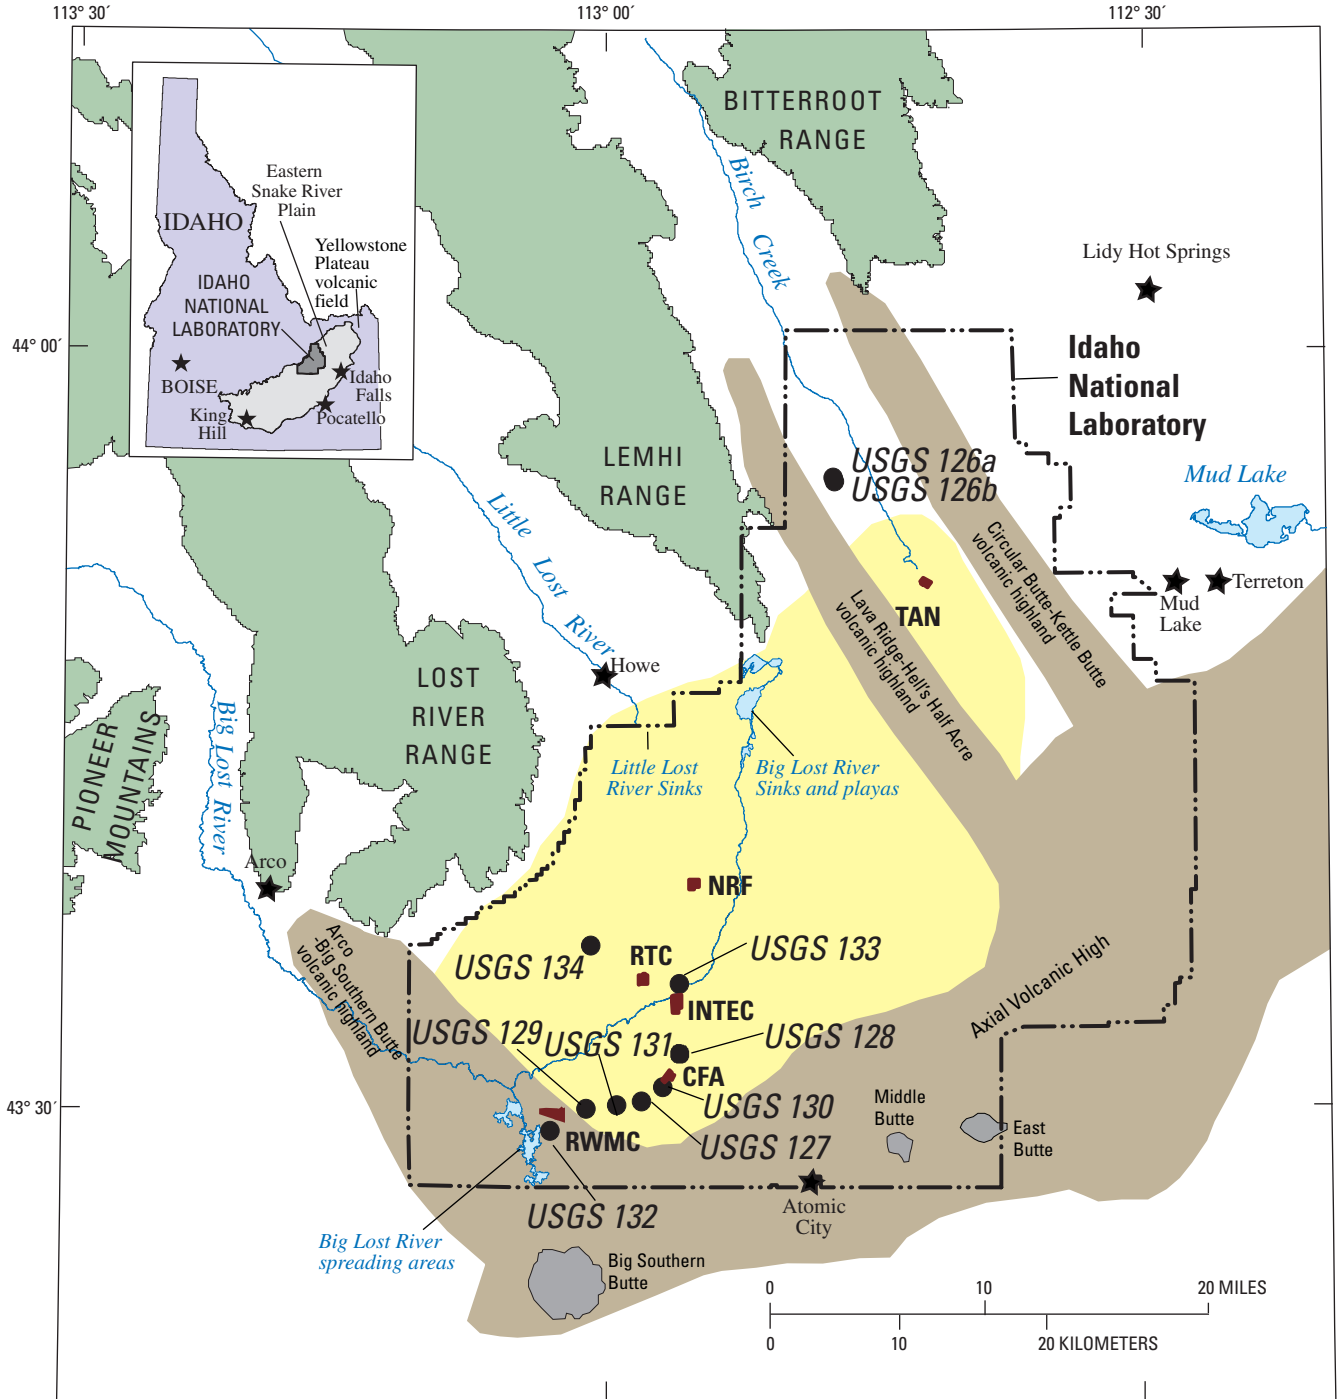 113° 30´
113° 00´
112° 30´
BITTERROOT
RANGE
Eastern
Snake River
Plain
IDAHO
Yellowstone
Plateau
volcanic
field
IDAHO
NATIONAL
LABORATORY
BOISE
Idaho
Falls
King
Hill
Pocatello
Birch Creek
Lidy Hot Springs
44° 00´
Idaho
National
Laboratory
LEMHI
RANGE
USGS 126a
USGS 126b
Mud Lake
Little Lost River
Circular Butte-Kettle Butte
volcanic highland
Terreton
Mud
Lake
Lava Ridge-Hell's Half Acre
volcanic highland
TAN
Howe
LOST
RIVER
RANGE
Big Lost River
PIONEER
MOUNTAINS
Little Lost
River Sinks
Big Lost River
Sinks and playas
Arco
NRF
Arco
-Big Southern Butte
volcanic highland
USGS 134
RTC
USGS 133
INTEC
Axial Volcanic High
USGS 129
USGS 131
USGS 128
CFA
43° 30´
USGS 130
Middle
Butte
East
Butte
RWMC
USGS 127
USGS 132
Atomic
City
Big Lost River
spreading areas
Big Southern
Butte
0 10 20 MILES
0 10 20 KILOMETERS